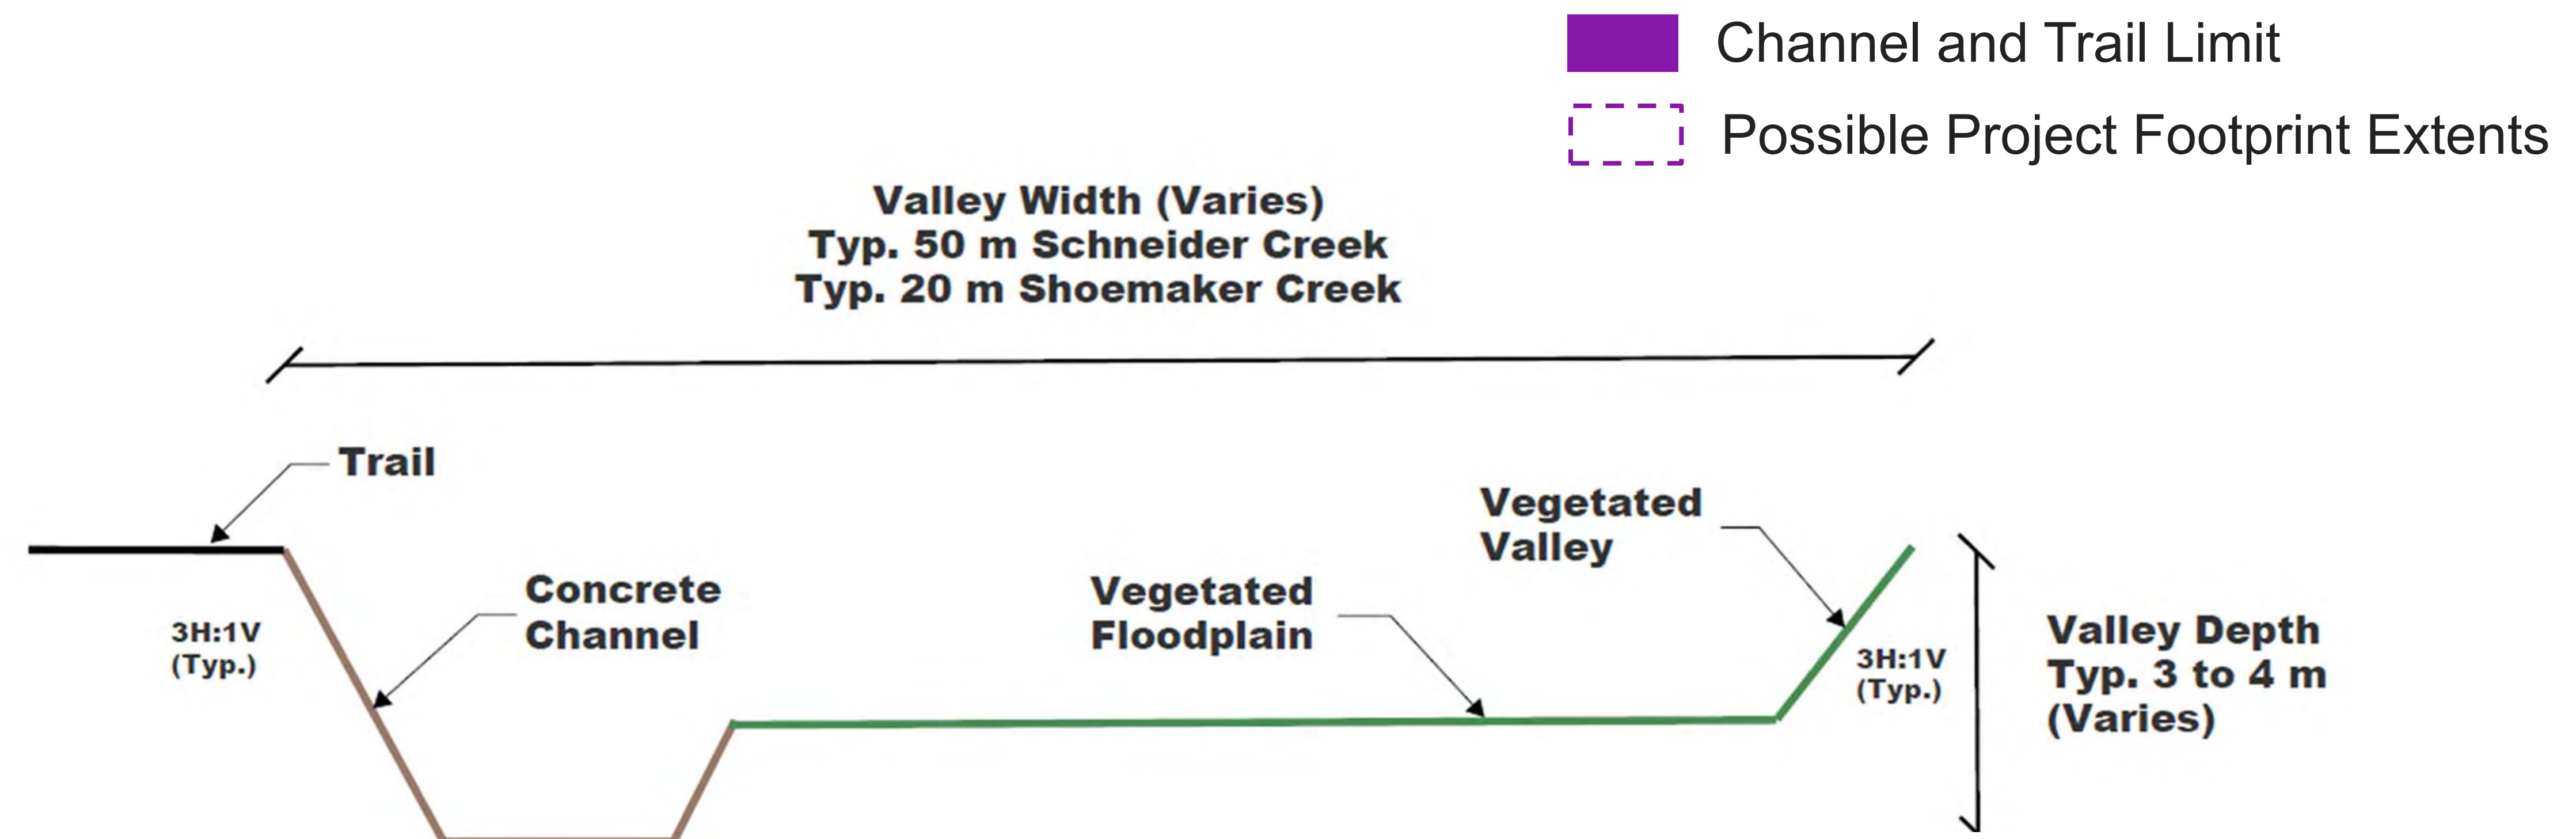 Channel and Trail Limit
Possible Project Footprint Extents
Valley Width (Varies)
Typ. 50 m Schneider Creek
Typ. 20 m Shoemaker Creek
Trail
3H:1V
(Typ.)
Concrete
Channel
Vegetated
Floodplain
Vegetated
Valley
3H:1V
(Typ.)
Valley Depth
Typ. 3 to 4 m
(Varies)